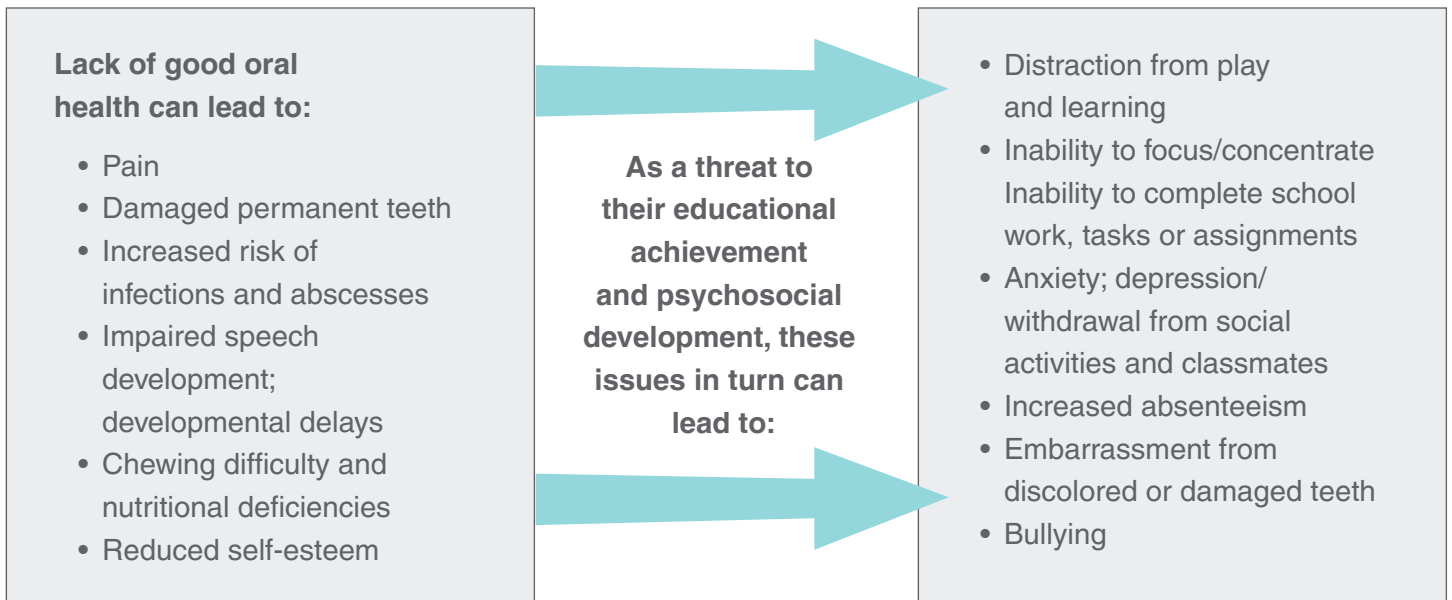 Lack of good oral
health can lead to:
• Pain
• Damaged permanent teeth
• Increased risk of
infections and abscesses
• Impaired speech
development;
developmental delays
• Chewing difficulty and
nutritional deficiencies
• Reduced self-esteem
As a threat to
their educational
achievement
and psychosocial
development, these
issues in turn can
lead to:
• Distraction from play
and learning
• Inability to focus/concentrate
Inability to complete school
work, tasks or assignments
• Anxiety; depression/
withdrawal from social
activities and classmates
• Increased absenteeism
• Embarrassment from
discolored or damaged teeth
• Bullying